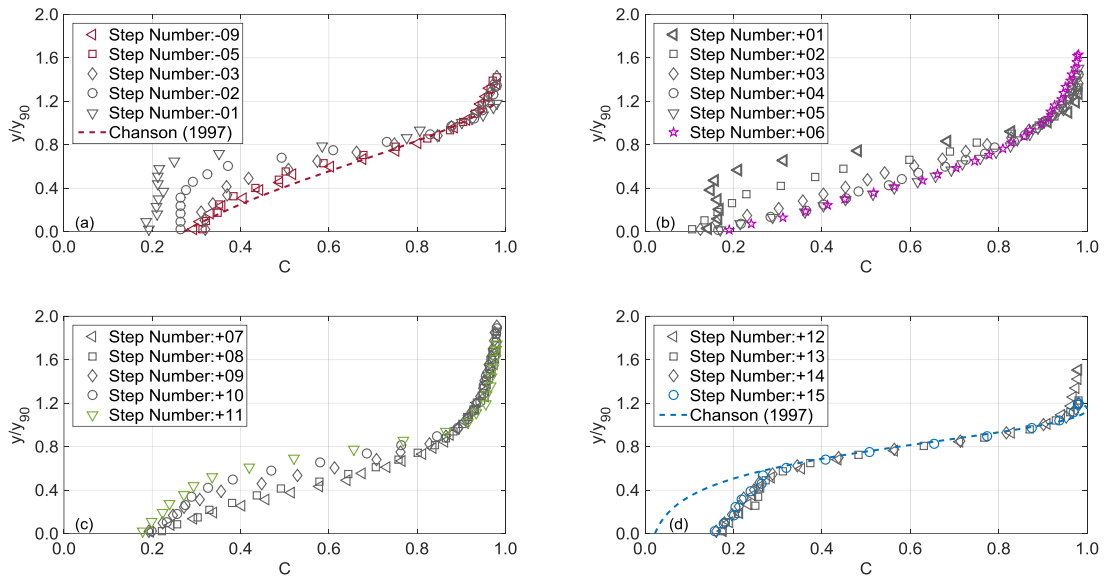 2.0
1.6
1.2
0.8
0.4
0.0
y/y90
Step Number:-09
Step Number:-05
Step Number:-03
Step Number:-02
Step Number:-01
Chanson (1997)
(a)
0.0 0.2 0.4 0.6 0.8 1.0
C
2.0
1.6
1.2
0.8
0.4
0.0
y/y90
Step Number:+01
Step Number:+02
Step Number:+03
Step Number:+04
Step Number:+05
Step Number:+06
(b)
0.0 0.2 0.4 0.6 0.8 1.0
C
2.0
1.6
1.2
0.8
0.4
0.0
y/y90
Step Number:+07
Step Number:+08
Step Number:+09
Step Number:+10
Step Number:+11
(c)
0.0 0.2 0.4 0.6 0.8 1.0
C
2.0
1.6
1.2
0.8
0.4
0.0
y/y90
Step Number:+12
Step Number:+13
Step Number:+14
Step Number:+15
Chanson (1997)
(d)
0.0 0.2 0.4 0.6 0.8 1.0
C